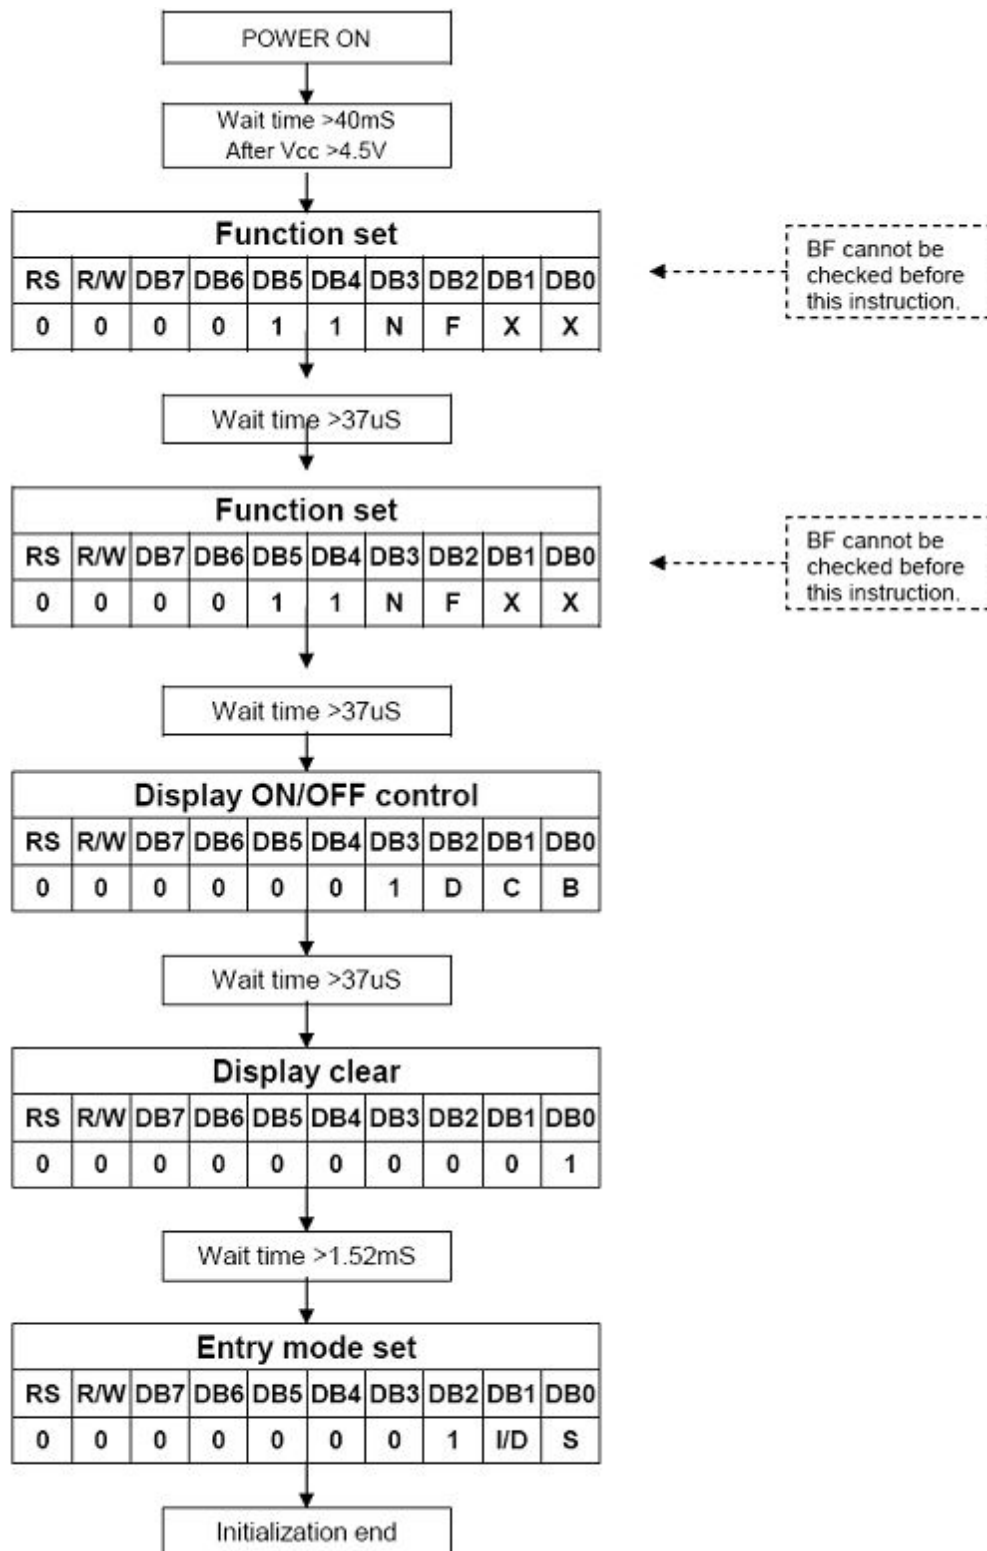 POWER ON
Wait time >40mS
After Vcc >4.5V
Function set
RS R/W DB7 DB6 DB5 DB4 DB3 DB2 DB1 DB0
0 0 0 0 1 1 N F X X
BF cannot be
checked before
this instruction.
Wait time >37uS
Function set
RS R/W DB7 DB6 DB5 DB4 DB3 DB2 DB1 DB0
0 0 0 0 1 1 N F X X
BF cannot be
checked before
this instruction.
Wait time >37uS
Display ON/OFF control
RS R/W DB7 DB6 DB5 DB4 DB3 DB2 DB1 DB0
0 0 0 0 0 0 1 D C B
Wait time >37uS
Display clear
RS R/W DB7 DB6 DB5 DB4 DB3 DB2 DB1 DB0
0 0 0 0 0 0 0 0 0 1
Wait time >1.52mS
Entry mode set
RS R/W DB7 DB6 DB5 DB4 DB3 DB2 DB1 DB0
0 0 0 0 0 0 0 1 I/D S
Initialization end